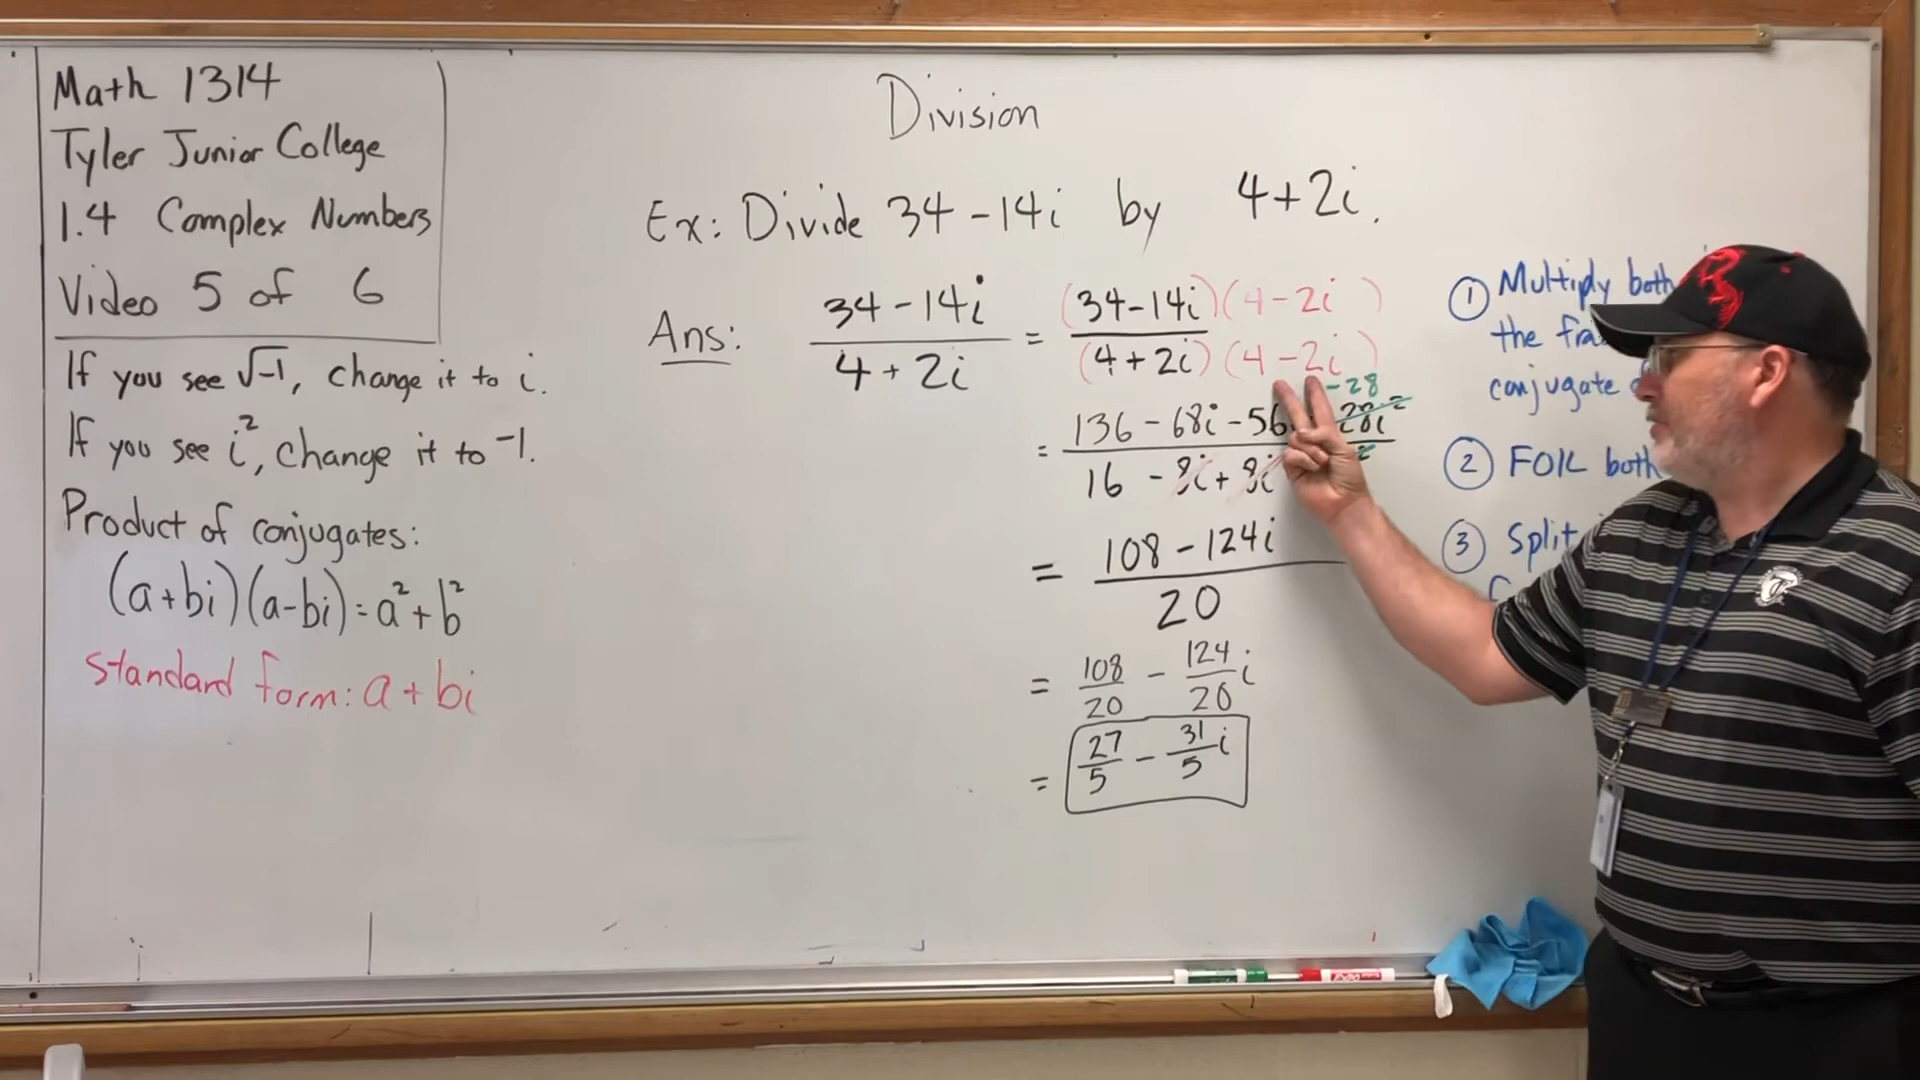 Math 1314
Tyler Junior College
1.4 Complex Numbers
Video 5 of 6
If you see √-1, change it to i.
If you see i², change it to -1.
Product of conjugates:
(a+bi)(a-bi)=a²+b²
standard form: a+bi
Division
Ex: Divide 34-14i by 4+2i.
Ans: (34-14i)/(4+2i) = (34-14i)(4-2i)/(4+2i)(4-2i)
-28
= 136-68i-56 28i²
16-8i+8i
= (108-124i)/20
= 108/20 - 124/20 i
= 27/5 - 31/5 i
① Multiply both
the
conjugate
② FOIL both
③ Split